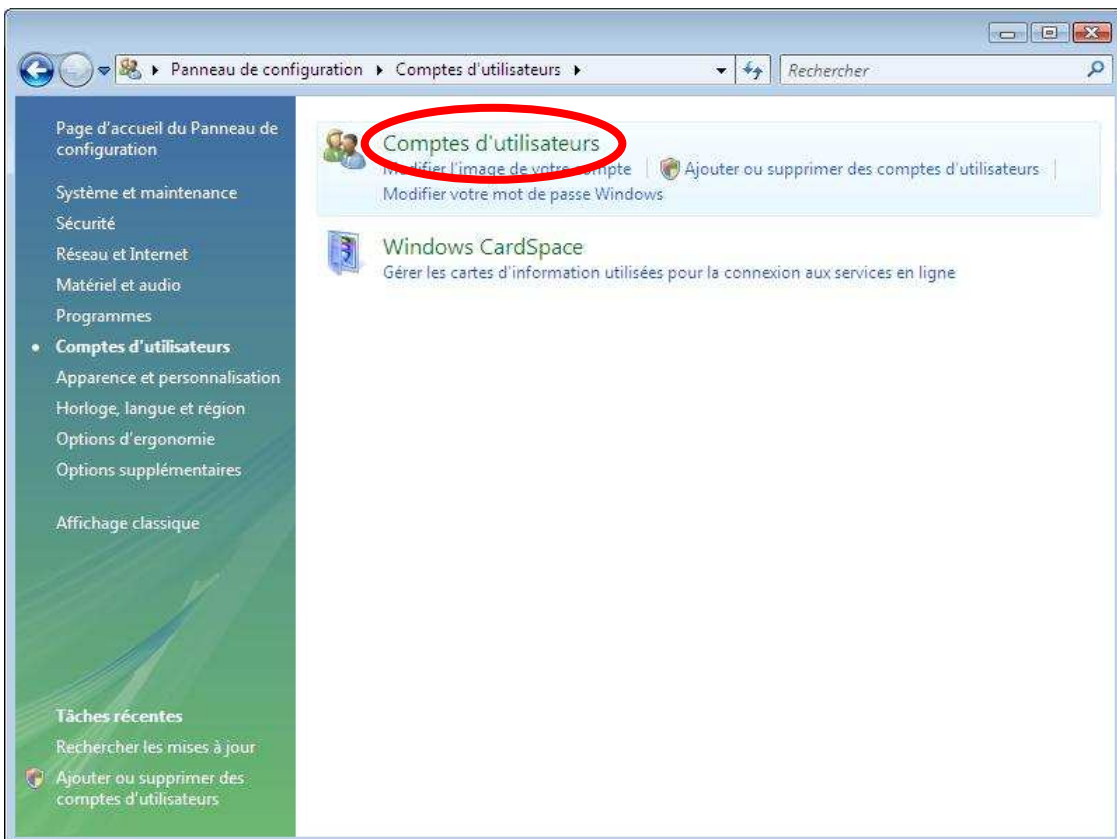 Panneau de configuration Comptes d'utilisateurs Rechercher
Page d'accueil du Panneau de
configuration
Système et maintenance
Sécurité
Réseau et Internet
Matériel et audio
Programmes
Comptes d'utilisateurs
Apparence et personnalisation
Horloge, langue et région
Options d'ergonomie
Options supplémentaires
Affichage classique
Tâches récentes
Rechercher les mises à jour
Ajouter ou supprimer des
comptes d'utilisateurs
Comptes d'utilisateurs
Modifier l'image de votre compte Ajouter ou supprimer des comptes d'utilisateurs
Modifier votre mot de passe Windows
Windows CardSpace
Gérer les cartes d'information utilisées pour la connexion aux services en ligne